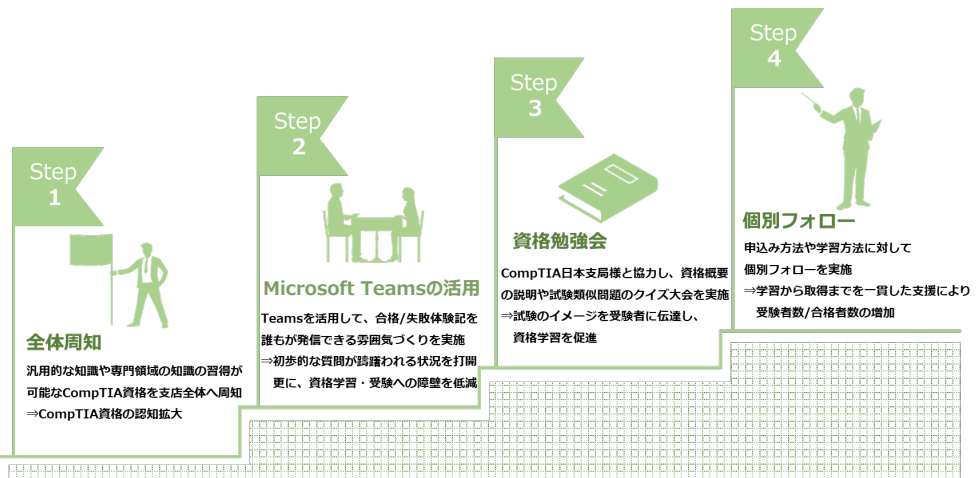 Step
1
全体周知
汎用的な知識や専門領域の知識の習得が
可能なCompTIA資格を支店全体へ周知
⇒CompTIA資格の認知拡大
Step
2
Microsoft Teamsの活用
Teamsを活用して、合格/失敗体験記を
誰もが発信できる雰囲気づくりを実施
⇒初歩的な質問が躊躇われる状況を打開
更に、資格学習・受験への障壁を低減
Step
3
資格勉強会
CompTIA日本支局様と協力し、資格概要
の説明や試験類似問題のクイズ大会を実施
⇒試験のイメージを受験者に伝達し、
資格学習を促進
Step
4
個別フォロー
申込み方法や学習方法に対して
個別フォローを実施
⇒学習から取得までを一貫した支援により
受験者数/合格者数の増加